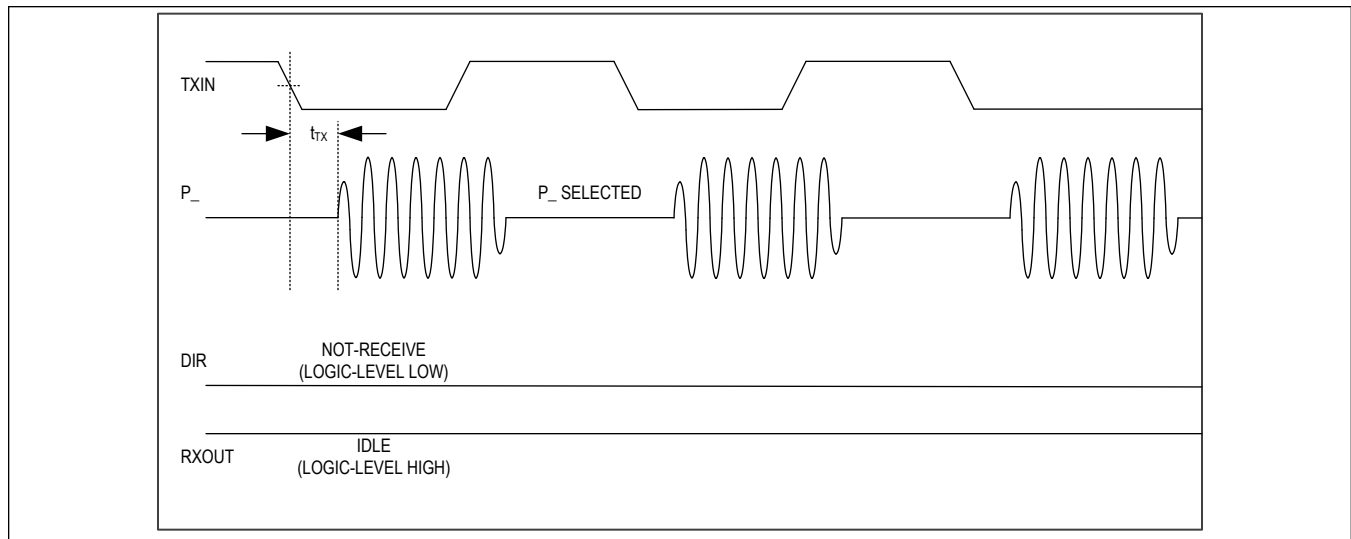 TXIN
tTX
P_
P_ SELECTED
DIR
NOT-RECEIVE
(LOGIC-LEVEL LOW)
RXOUT
IDLE
(LOGIC-LEVEL HIGH)